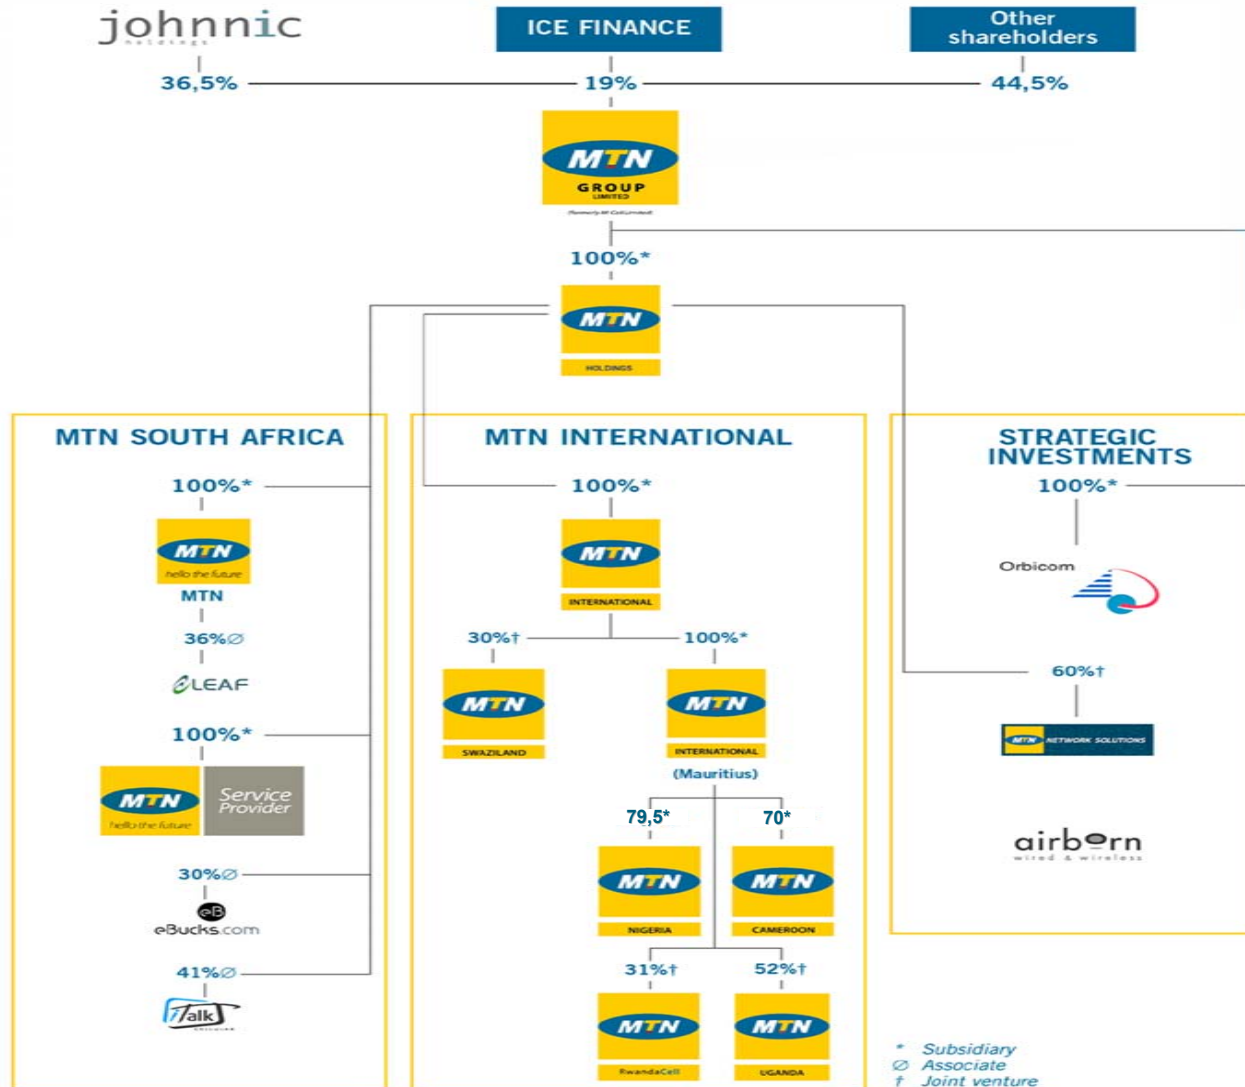 johnnic
holdings
ICE FINANCE
Other
shareholders
36,5%
19%
44,5%
MTN
GROUP
LIMITED
100%*
MTN
HOLDINGS
MTN SOUTH AFRICA
100%*
MTN
hello the future
MTN
36%∅
LEAF
100%*
MTN
hello the future
Service
Provider
30%∅
eB
eBucks.com
41%∅
iTalk
MTN INTERNATIONAL
100%*
MTN
INTERNATIONAL
30%†
100%*
MTN
SWAZILAND
MTN
INTERNATIONAL
(Mauritius)
79,5*
70*
MTN
NIGERIA
MTN
CAMEROON
31%†
52%†
MTN
RwandaCell
MTN
UGANDA
STRATEGIC
INVESTMENTS
100%*
Orbicom
60%†
MTN NETWORK SOLUTIONS
airborn
wired & wireless
* Subsidiary
∅ Associate
† Joint venture